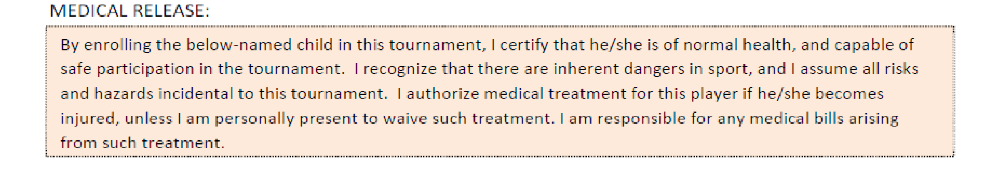 MEDICAL RELEASE:
By enrolling the below-named child in this tournament, I certify that he/she is of normal health, and capable of
safe participation in the tournament.  I recognize that there are inherent dangers in sport, and I assume all risks
and hazards incidental to this tournament.  I authorize medical treatment for this player if he/she becomes
injured, unless I am personally present to waive such treatment. I am responsible for any medical bills arising
from such treatment.